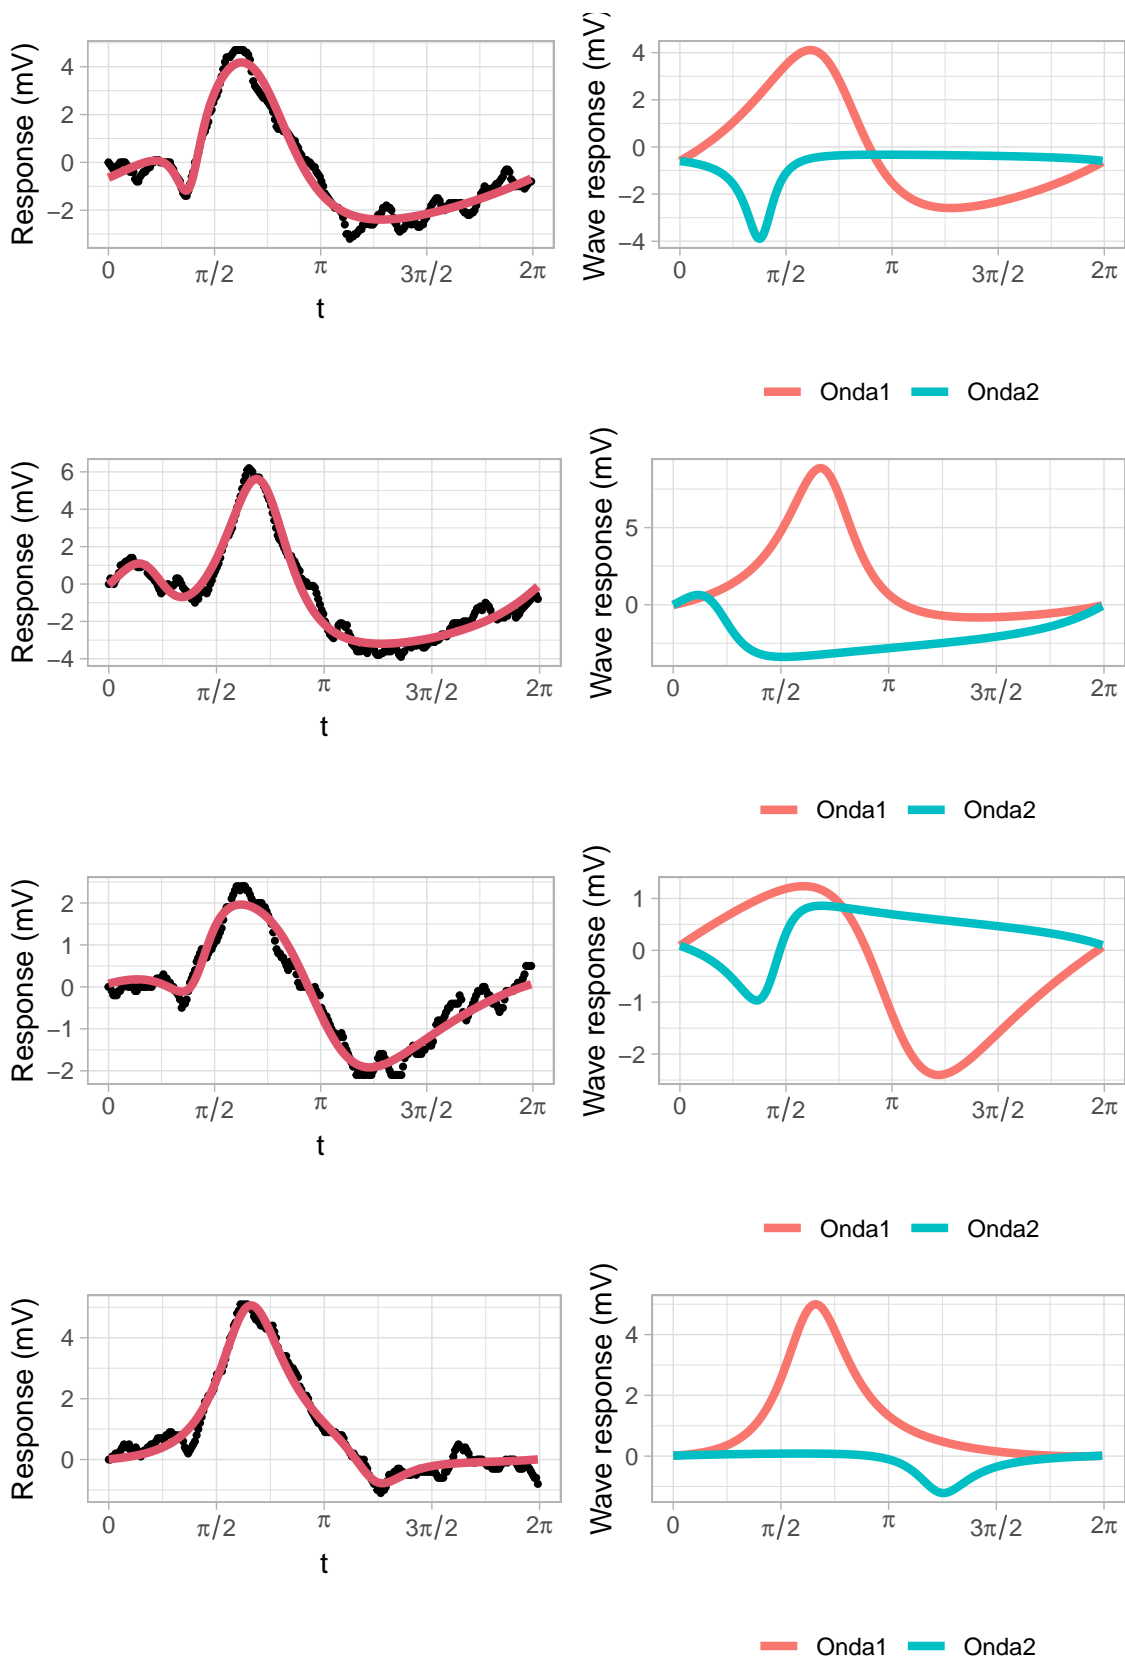 Response (mV)
4
2
0
−2
0
π/2
π
3π/2
2π
t
Wave response (mV)
4
2
0
−2
−4
0
π/2
π
3π/2
2π
Onda1
Onda2
Response (mV)
6
4
2
0
−2
−4
0
π/2
π
3π/2
2π
t
Wave response (mV)
5
0
0
π/2
π
3π/2
2π
Onda1
Onda2
Response (mV)
2
1
0
−1
−2
0
π/2
π
3π/2
2π
t
Wave response (mV)
1
0
−1
−2
0
π/2
π
3π/2
2π
Onda1
Onda2
Response (mV)
4
2
0
0
π/2
π
3π/2
2π
t
Wave response (mV)
4
2
0
0
π/2
π
3π/2
2π
Onda1
Onda2